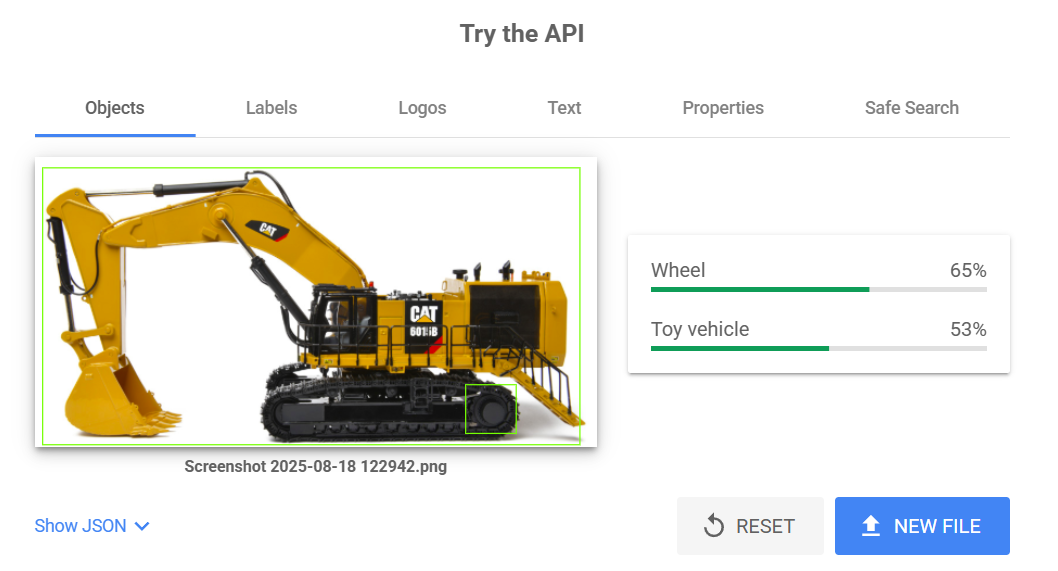 Try the API
Objects Labels Logos Text Properties Safe Search
CAT
CAT
6015B
Wheel 65%
Toy vehicle 53%
Screenshot 2025-08-18 122942.png
Show JSON RESET NEW FILE